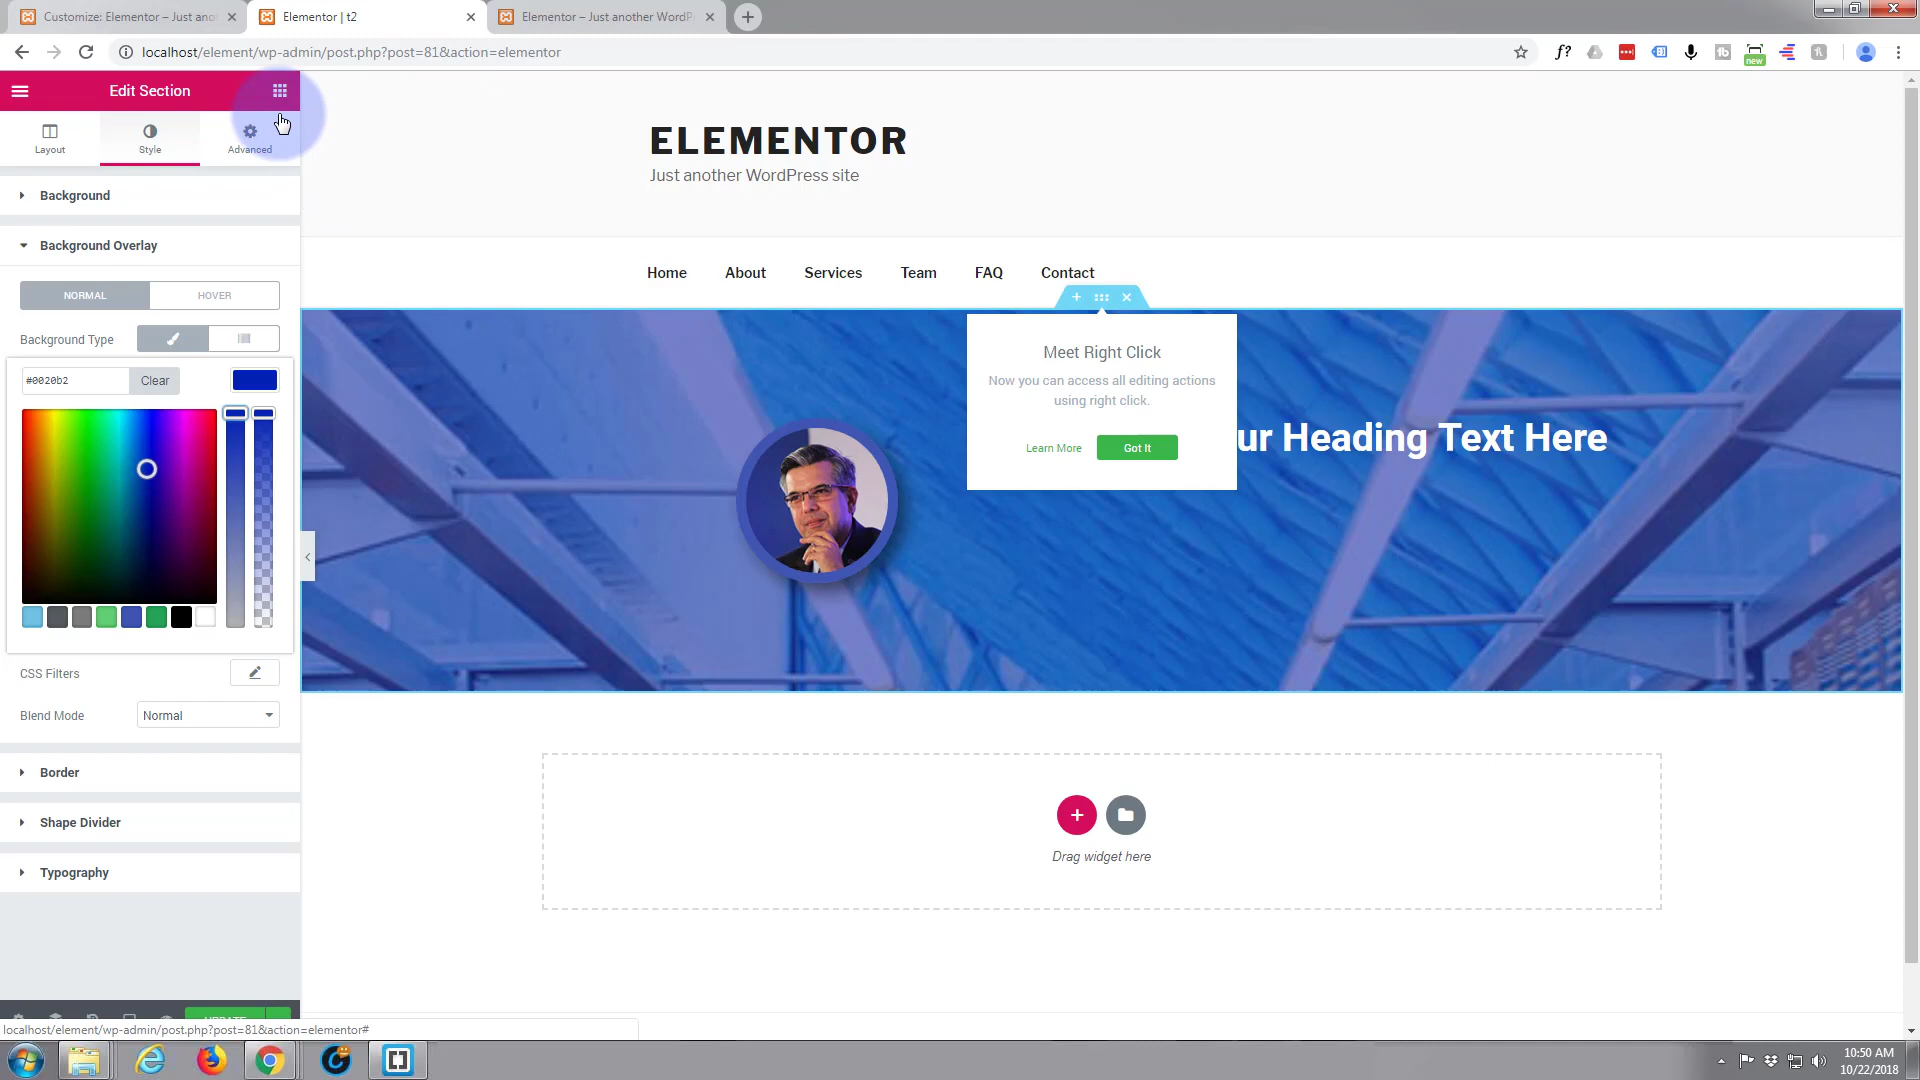 Customize: Elementor – Just ano
Elementor | t2
Elementor – Just another WordP
localhost/element/wp-admin/post.php?post=81&action=elementor
f?
new
Edit Section
Layout
Style
Advanced
Background
Background Overlay
NORMAL
HOVER
Background Type
#0020b2
Clear
CSS Filters
Blend Mode
Normal
Border
Shape Divider
Typography
ELEMENTOR
Just another WordPress site
Home About Services Team FAQ Contact
Meet Right Click
Now you can access all editing actions
using right click.
Learn More
Got It
ur Heading Text Here
Drag widget here
localhost/element/wp-admin/post.php?post=81&action=elementor#
10:50 AM
10/22/2018